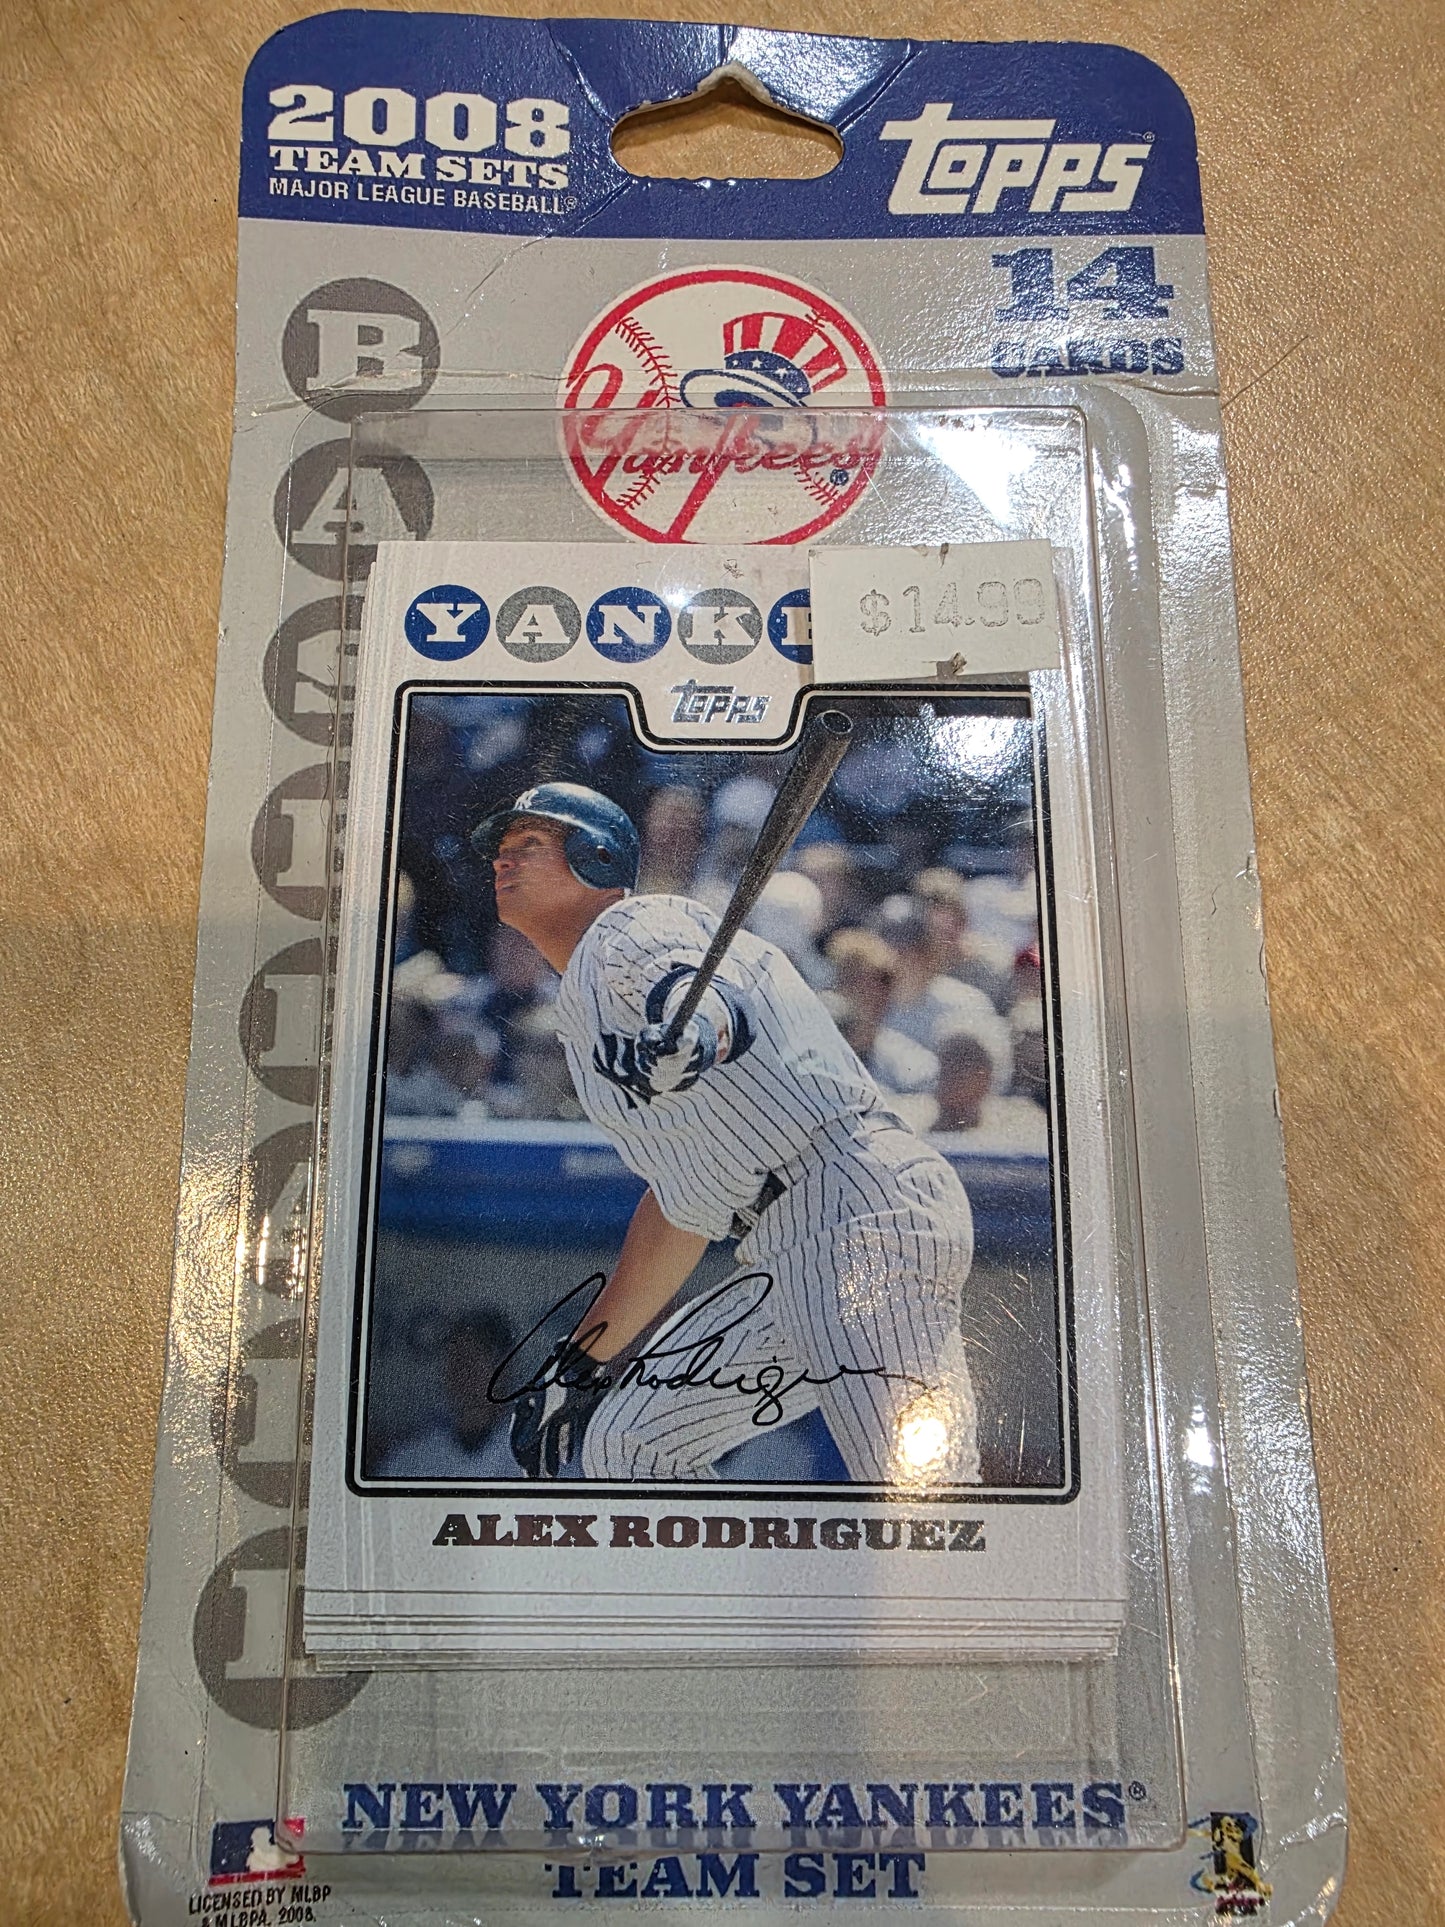 2008
TEAM SETS
MAJOR LEAGUE BASEBALL®
Topps®
14
CARDS
Yankees®
BASEBALL
YANKE
$14.99
Topps
Alex Rodriguez
ALEX RODRIGUEZ
NEW YORK YANKEES®
TEAM SET
LICENSED BY MLBP
& MLBPA, 2008.